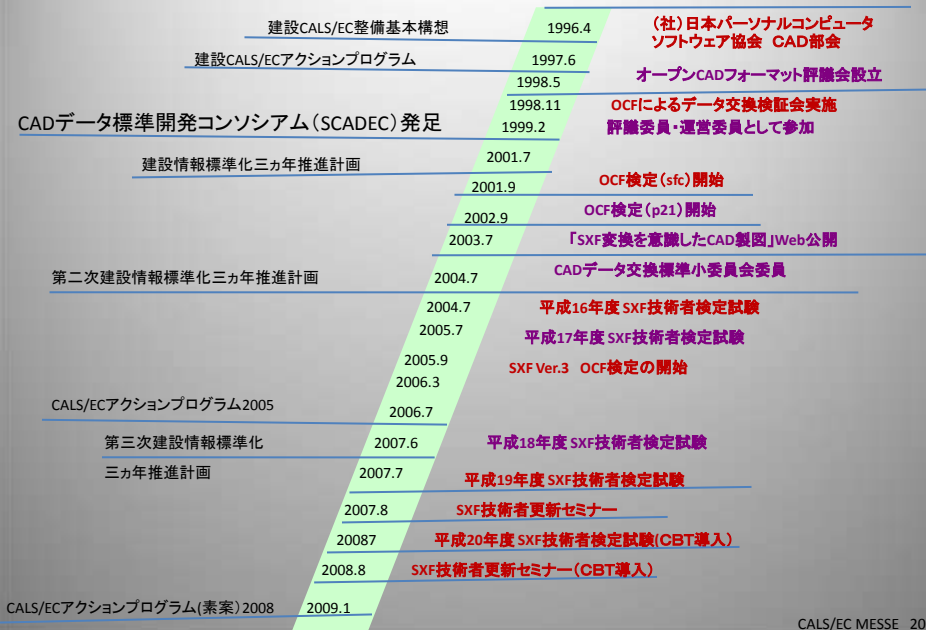 建設CALS/EC整備基本構想 1996.4 （社）日本パーソナルコンピュータ
ソフトウェア協会 CAD部会
建設CALS/ECアクションプログラム 1997.6
1998.5 オープンCADフォーマット評議会設立
1998.11 OCFによるデータ交換検証会実施
CADデータ標準開発コンソシアム（SCADEC）発足 1999.2 評議委員・運営委員として参加
建設情報標準化三ヵ年推進計画 2001.7
2001.9 OCF検定（sfc）開始
2002.9 OCF検定（p21）開始
2003.7 「SXF変換を意識したCAD製図」Web公開
第二次建設情報標準化三ヵ年推進計画 2004.7 CADデータ交換標準小委員会委員
2004.7 平成16年度 SXF技術者検定試験
2005.7 平成17年度 SXF技術者検定試験
2005.9 SXF Ver.3 OCF検定の開始
2006.3
CALS/ECアクションプログラム2005 2006.7
第三次建設情報標準化 2007.6 平成18年度 SXF技術者検定試験
三ヵ年推進計画 2007.7 平成19年度 SXF技術者検定試験
2007.8 SXF技術者更新セミナー
20087 平成20年度 SXF技術者検定試験(CBT導入）
2008.8 SXF技術者更新セミナー（CBT導入）
CALS/ECアクションプログラム(素案）2008 2009.1
CALS/EC MESSE 20